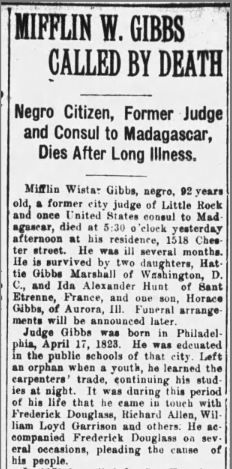 MIFFLIN W. GIBBS
CALLED BY DEATH
Negro Citizen, Former Judge
and Consul to Madagascar,
Dies After Long Illness.
Mifflin Wistar Gibbs, negro, 92 years
old, a former city judge of Little Rock
and once United States consul to Mad-
agascar, died at 5:30 o'clock yesterday
afternoon at his residence, 1518 Ches-
ter street. He was ill several months.
He is survived by two daughters, Hat-
tie Gibbs Marshall of Washington, D.
C., and Ida Alexander Hunt of Sant
Etrenne, France, and one son, Horace
Gibbs, of Aurora, Ill. Funeral arrange-
ments will be announced later.
Judge Gibbs was born in Philadel-
phia, April 17, 1823. He was edcuated
in the public schools of that city. Left
an orphan when a youth, he learned the
carpenters' trade, continuing his stud-
ies at night. It was during this period
of his life that he came in touch with
Frederick Douglass, Richard Allen, Wil-
liam Loyd Garrison and others. He ac-
companied Frederick Douglass on sev-
eral occasions, pleading the cause of
his people.